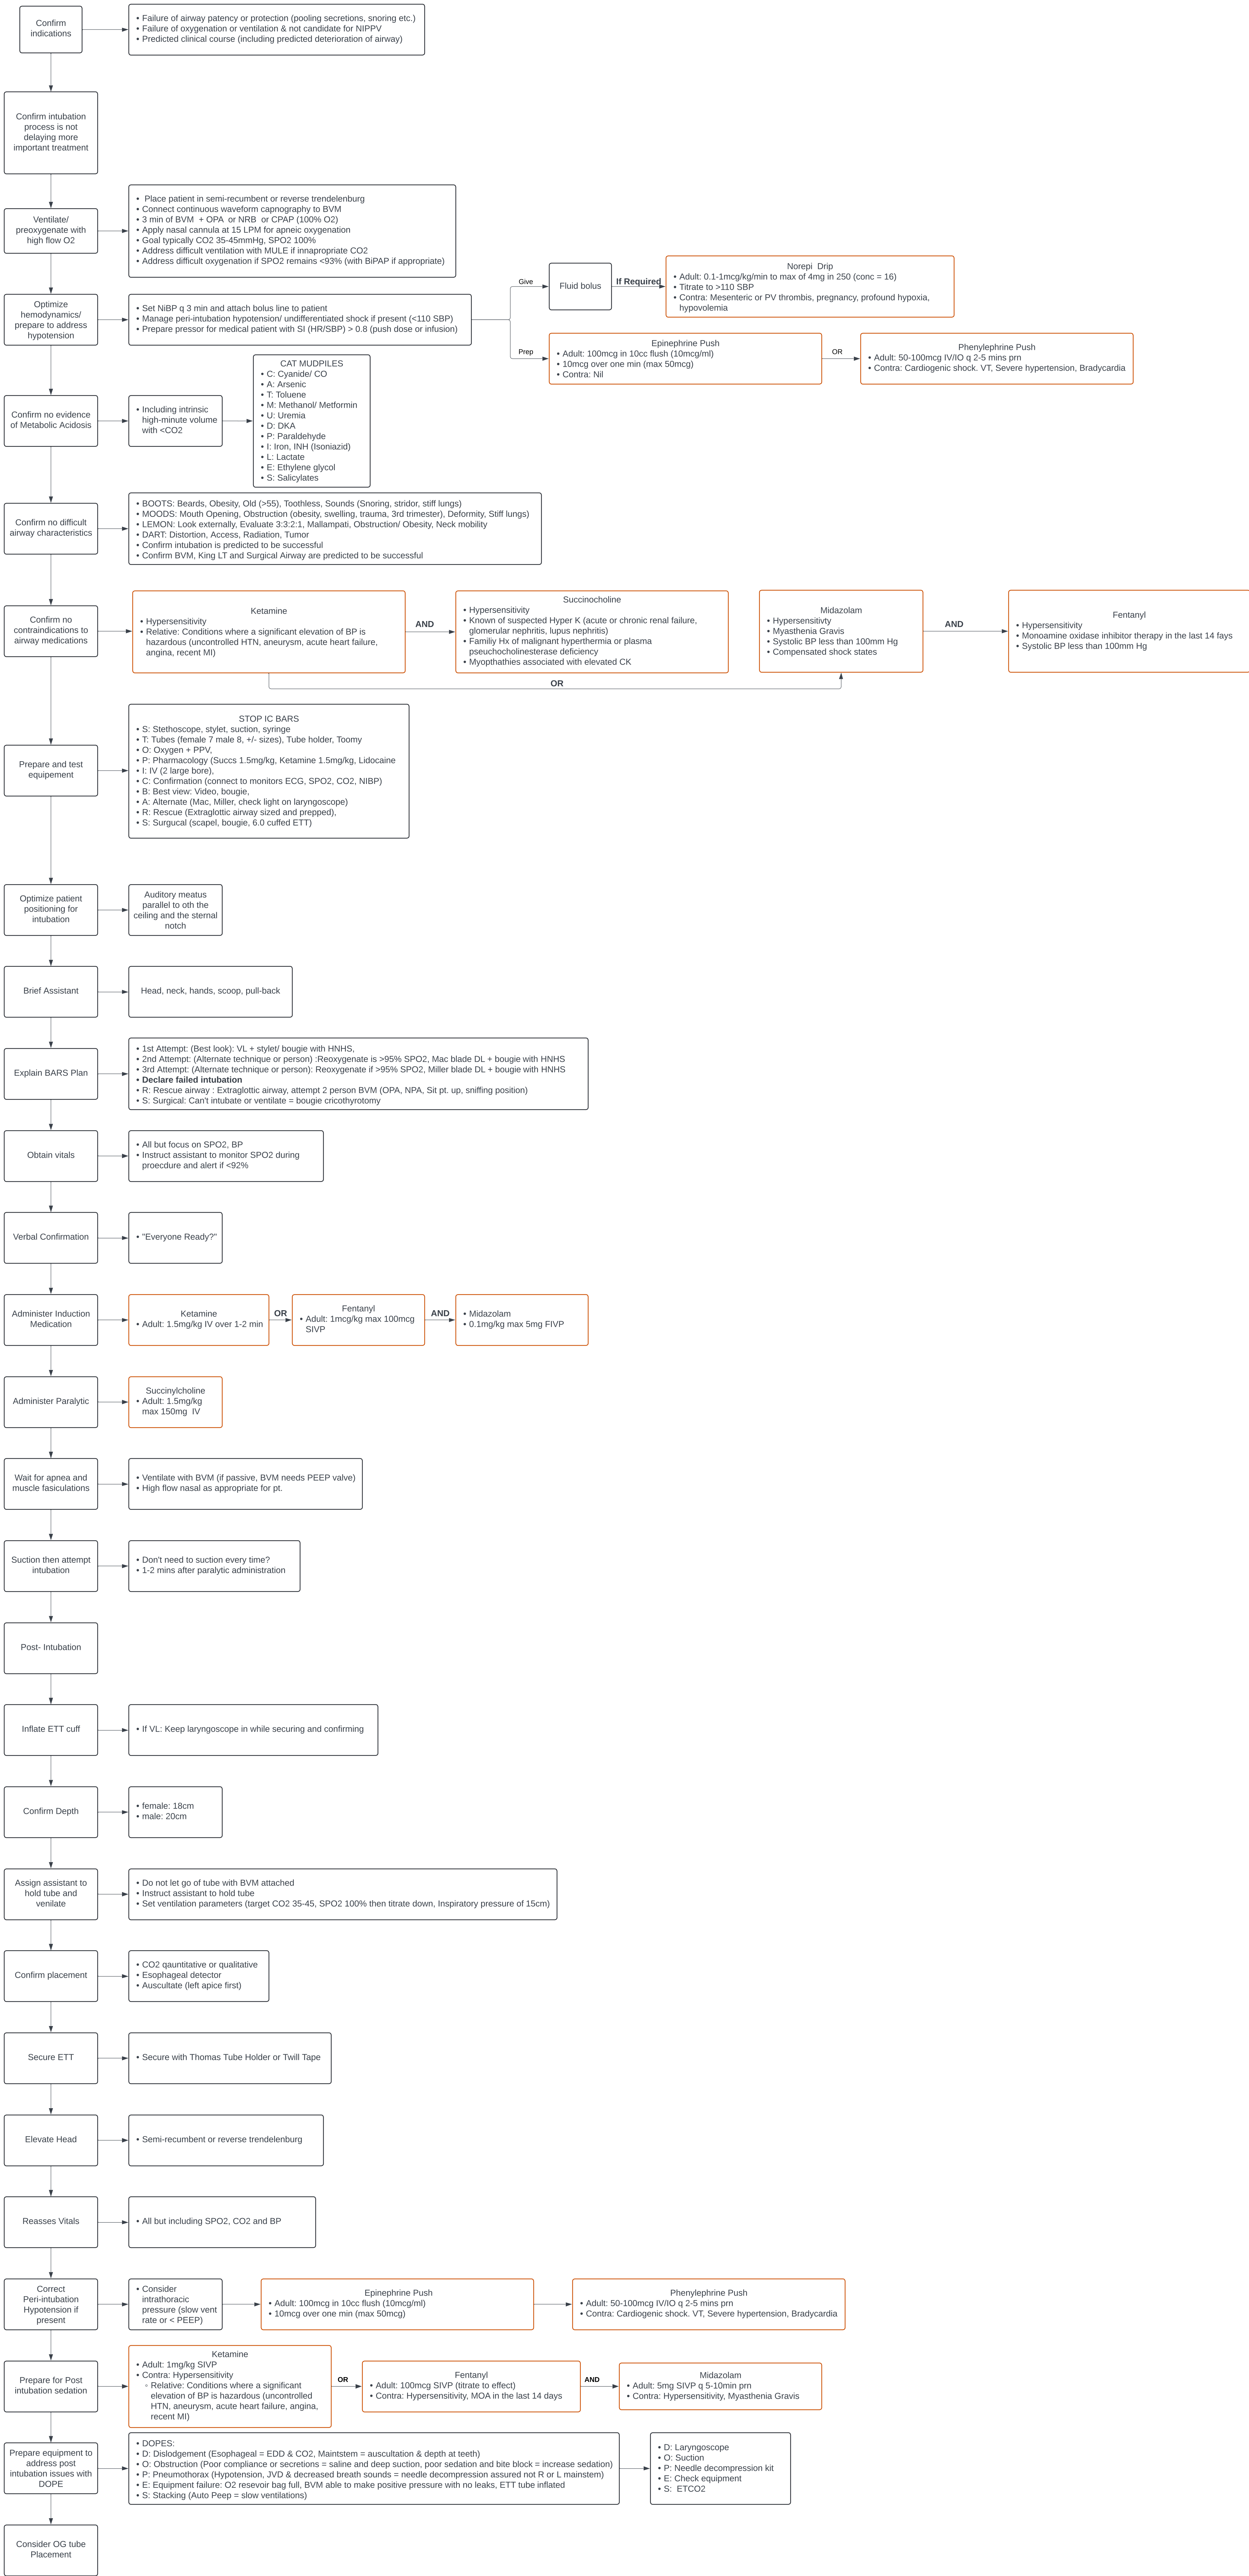 Confirm
indications
• Failure of airway patency or protection (pooling secretions, snoring etc.)
• Failure of oxygenation or ventilation & not candidate for NIPPV
• Predicted clinical course (including predicted deterioration of airway)
Confirm intubation
process is not
delaying more
important treatment
Ventilate/
preoxygenate with
high flow O2
• Place patient in semi-recumbent or reverse trendelenburg
• Connect continuous waveform capnography to BVM
• 3 min of BVM + OPA or NRB or CPAP (100% O2)
• Apply nasal cannula at 15 LPM for apneic oxygenation
• Goal typically CO2 35-45mmHg, SPO2 100%
• Address difficult ventilation with MULE if innapropriate CO2
• Address difficult oxygenation if SPO2 remains <93% (with BiPAP if appropriate)
Optimize
hemodynamics/
prepare to address
hypotension
• Set NiBP q 3 min and attach bolus line to patient
• Manage peri-intubation hypotension/ undifferentiated shock if present (<110 SBP)
• Prepare pressor for medical patient with SI (HR/SBP) > 0.8 (push dose or infusion)
Give
Fluid bolus
If Required
Norepi Drip
• Adult: 0.1-1mcg/kg/min to max of 4mg in 250 (conc = 16)
• Titrate to >110 SBP
• Contra: Mesenteric or PV thrombis, pregnancy, profound hypoxia,
hypovolemia
Prep
Epinephrine Push
• Adult: 100mcg in 10cc flush (10mcg/ml)
• 10mcg over one min (max 50mcg)
• Contra: Nil
OR
Phenylephrine Push
• Adult: 50-100mcg IV/IO q 2-5 mins prn
• Contra: Cardiogenic shock. VT, Severe hypertension, Bradycardia
Confirm no evidence
of Metabolic Acidosis
• Including intrinsic
high-minute volume
with <CO2
CAT MUDPILES
• C: Cyanide/ CO
• A: Arsenic
• T: Toluene
• M: Methanol/ Metformin
• U: Uremia
• D: DKA
• P: Paraldehyde
• I: Iron, INH (Isoniazid)
• L: Lactate
• E: Ethylene glycol
• S: Salicylates
Confirm no difficult
airway characteristics
• BOOTS: Beards, Obesity, Old (>55), Toothless, Sounds (Snoring, stridor, stiff lungs)
• MOODS: Mouth Opening, Obstruction (obesity, swelling, trauma, 3rd trimester), Deformity, Stiff lungs)
• LEMON: Look externally, Evaluate 3:3:2:1, Mallampati, Obstruction/ Obesity, Neck mobility
• DART: Distortion, Access, Radiation, Tumor
• Confirm intubation is predicted to be successful
• Confirm BVM, King LT and Surgical Airway are predicted to be successful
Confirm no
contraindications to
airway medications
Ketamine
• Hypersensitivity
• Relative: Conditions where a significant elevation of BP is
hazardous (uncontrolled HTN, aneurysm, acute heart failure,
angina, recent MI)
AND
Succinocholine
• Hypersensitivity
• Known of suspected Hyper K (acute or chronic renal failure,
glomerular nephritis, lupus nephritis)
• Familiy Hx of malignant hyperthermia or plasma
pseuchocholinesterase deficiency
• Myopthathies associated with elevated CK
OR
Midazolam
• Hypersensitivty
• Myasthenia Gravis
• Systolic BP less than 100mm Hg
• Compensated shock states
AND
Fentanyl
• Hypersensitivity
• Monoamine oxidase inhibitor therapy in the last 14 fays
• Systolic BP less than 100mm Hg
Prepare and test
equipement
STOP IC BARS
• S: Stethoscope, stylet, suction, syringe
• T: Tubes (female 7 male 8, +/- sizes), Tube holder, Toomy
• O: Oxygen + PPV,
• P: Pharmacology (Succs 1.5mg/kg, Ketamine 1.5mg/kg, Lidocaine
• I: IV (2 large bore),
• C: Confirmation (connect to monitors ECG, SPO2, CO2, NIBP)
• B: Best view: Video, bougie,
• A: Alternate (Mac, Miller, check light on laryngoscope)
• R: Rescue (Extraglottic airway sized and prepped),
• S: Surgucal (scapel, bougie, 6.0 cuffed ETT)
Optimize patient
positioning for
intubation
Auditory meatus
parallel to oth the
ceiling and the sternal
notch
Brief Assistant
Head, neck, hands, scoop, pull-back
Explain BARS Plan
• 1st Attempt: (Best look): VL + stylet/ bougie with HNHS,
• 2nd Attempt: (Alternate technique or person) :Reoxygenate is >95% SPO2, Mac blade DL + bougie with HNHS
• 3rd Attempt: (Alternate technique or person): Reoxygenate if >95% SPO2, Miller blade DL + bougie with HNHS
• Declare failed intubation
• R: Rescue airway : Extraglottic airway, attempt 2 person BVM (OPA, NPA, Sit pt. up, sniffing position)
• S: Surgical: Can't intubate or ventilate = bougie cricothyrotomy
Obtain vitals
• All but focus on SPO2, BP
• Instruct assistant to monitor SPO2 during
proecdure and alert if <92%
Verbal Confirmation
• "Everyone Ready?"
Administer Induction
Medication
Ketamine
• Adult: 1.5mg/kg IV over 1-2 min
OR
Fentanyl
• Adult: 1mcg/kg max 100mcg
SIVP
AND
• Midazolam
• 0.1mg/kg max 5mg FIVP
Administer Paralytic
Succinylcholine
• Adult: 1.5mg/kg
max 150mg IV
Wait for apnea and
muscle fasiculations
• Ventilate with BVM (if passive, BVM needs PEEP valve)
• High flow nasal as appropriate for pt.
Suction then attempt
intubation
• Don't need to suction every time?
• 1-2 mins after paralytic administration
Post- Intubation
Inflate ETT cuff
• If VL: Keep laryngoscope in while securing and confirming
Confirm Depth
• female: 18cm
• male: 20cm
Assign assistant to
hold tube and
venilate
• Do not let go of tube with BVM attached
• Instruct assistant to hold tube
• Set ventilation parameters (target CO2 35-45, SPO2 100% then titrate down, Inspiratory pressure of 15cm)
Confirm placement
• CO2 qauntitative or qualitative
• Esophageal detector
• Auscultate (left apice first)
Secure ETT
• Secure with Thomas Tube Holder or Twill Tape
Elevate Head
• Semi-recumbent or reverse trendelenburg
Reasses Vitals
• All but including SPO2, CO2 and BP
Correct
Peri-intubation
Hypotension if
present
• Consider
intrathoracic
pressure (slow vent
rate or < PEEP)
Epinephrine Push
• Adult: 100mcg in 10cc flush (10mcg/ml)
• 10mcg over one min (max 50mcg)
Phenylephrine Push
• Adult: 50-100mcg IV/IO q 2-5 mins prn
• Contra: Cardiogenic shock. VT, Severe hypertension, Bradycardia
Prepare for Post
intubation sedation
Ketamine
• Adult: 1mg/kg SIVP
• Contra: Hypersensitivity
◦ Relative: Conditions where a significant
elevation of BP is hazardous (uncontrolled
HTN, aneurysm, acute heart failure, angina,
recent MI)
OR
Fentanyl
• Adult: 100mcg SIVP (titrate to effect)
• Contra: Hypersensitivity, MOA in the last 14 days
AND
Midazolam
• Adult: 5mg SIVP q 5-10min prn
• Contra: Hypersensitivity, Myasthenia Gravis
Prepare equipment to
address post
intubation issues with
DOPE
• DOPES:
• D: Dislodgement (Esophageal = EDD & CO2, Maintstem = auscultation & depth at teeth)
• O: Obstruction (Poor compliance or secretions = saline and deep suction, poor sedation and bite block = increase sedation)
• P: Pneumothorax (Hypotension, JVD & decreased breath sounds = needle decompression assured not R or L mainstem)
• E: Equipment failure: O2 resevoir bag full, BVM able to make positive pressure with no leaks, ETT tube inflated
• S: Stacking (Auto Peep = slow ventilations)
• D: Laryngoscope
• O: Suction
• P: Needle decompression kit
• E: Check equipment
• S: ETCO2
Consider OG tube
Placement